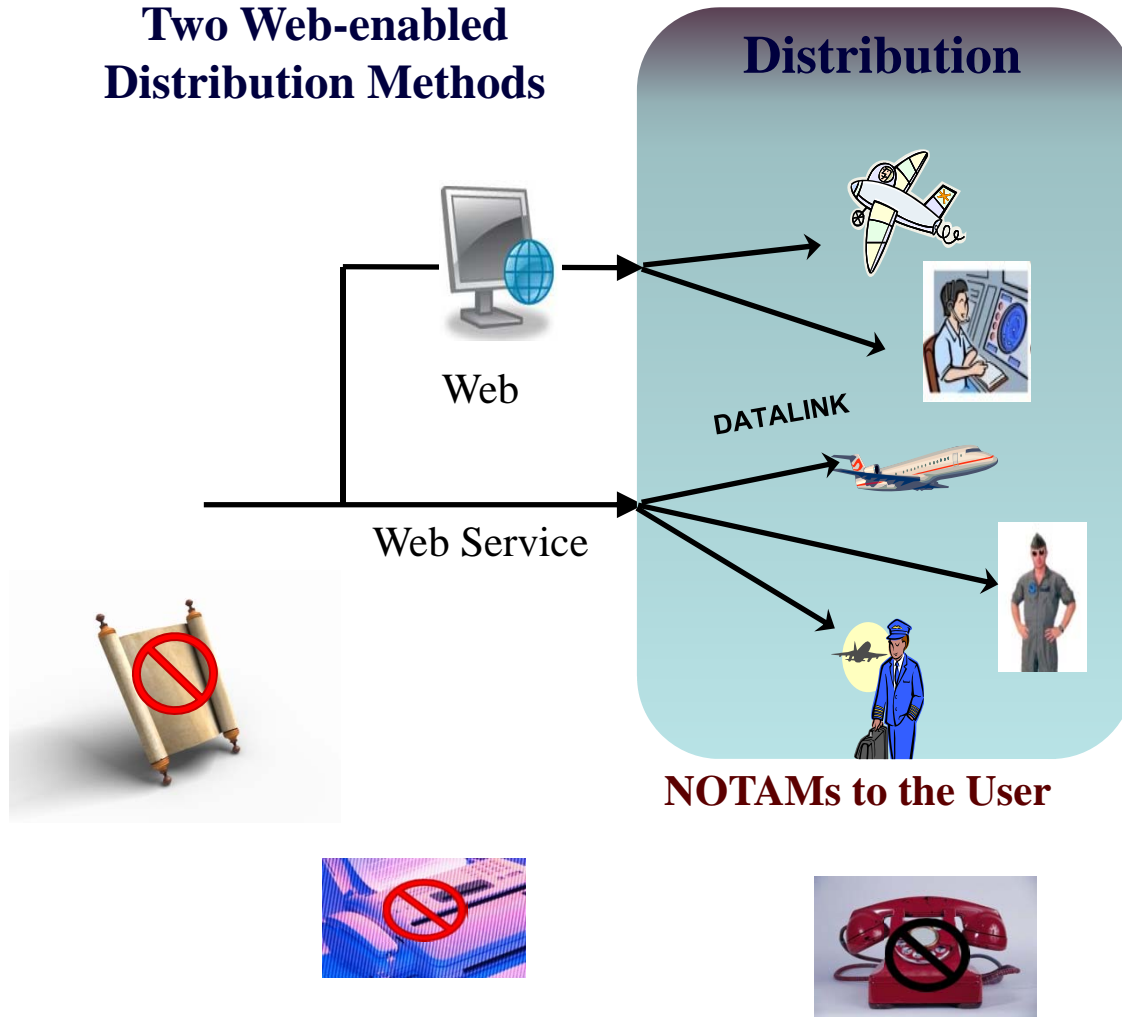 Two Web-enabled
Distribution Methods
Distribution
Web
DATALINK
Web Service
NOTAMs to the User